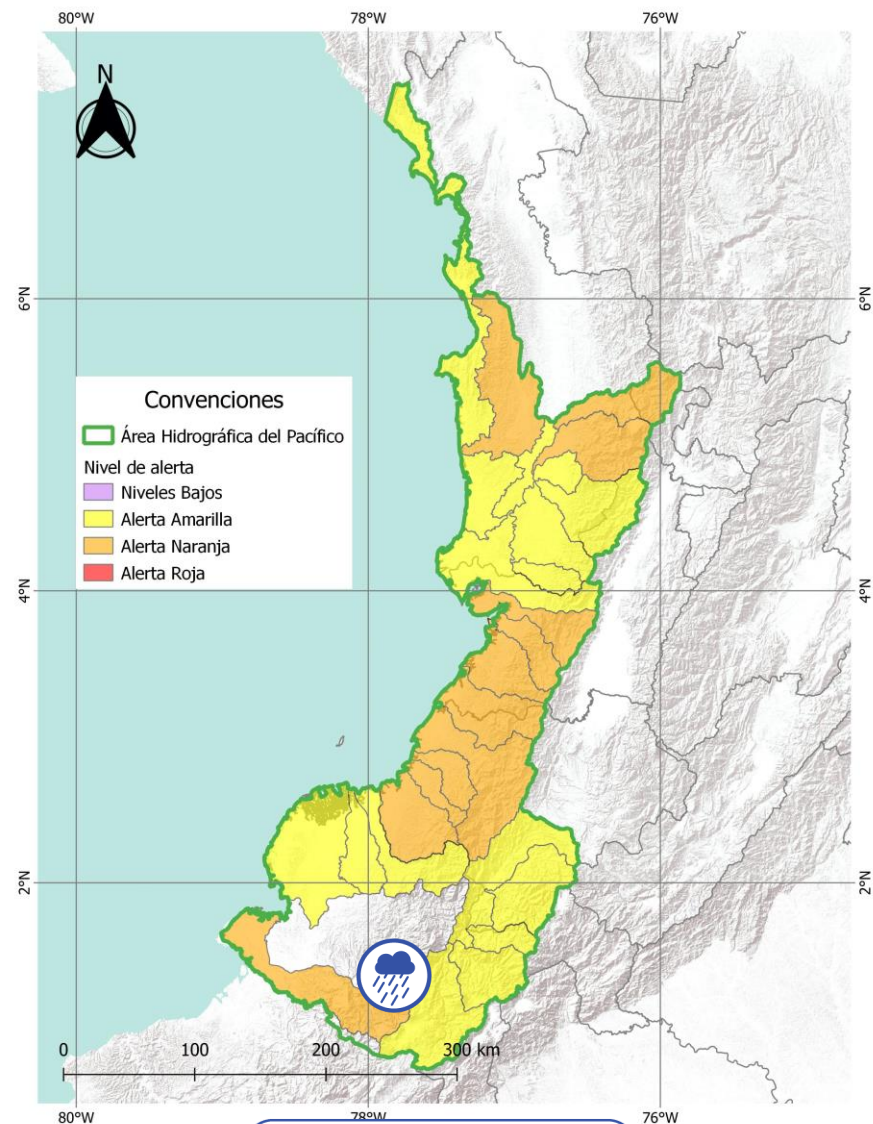 80°W 78°W 76°W
N
6°N 6°N
Convenciones
Área Hidrográfica del Pacífico
Nivel de alerta
Niveles Bajos
Alerta Amarilla
Alerta Naranja
Alerta Roja
4°N 4°N
2°N 2°N
0 100 200 300 km
80°W 78°W 76°W